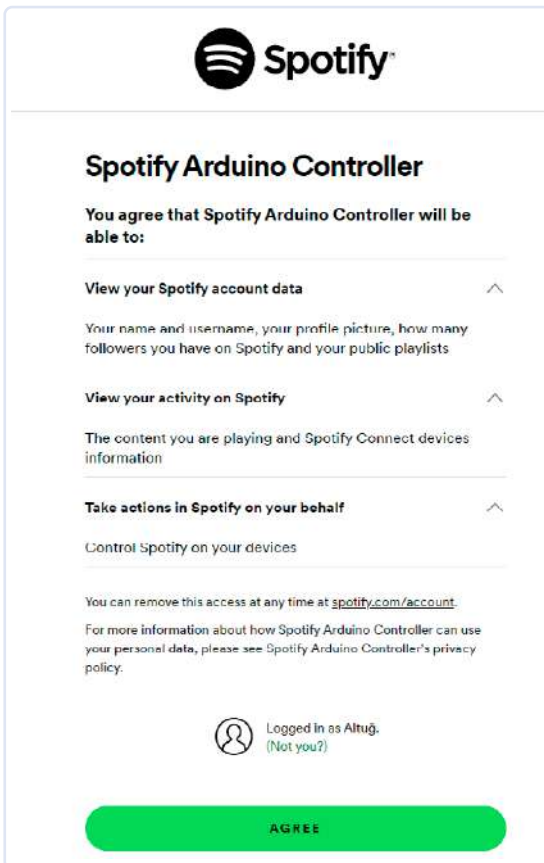 Spotify
Spotify Arduino Controller
You agree that Spotify Arduino Controller will be
able to:
View your Spotify account data
Your name and username, your profile picture, how many
followers you have on Spotify and your public playlists
View your activity on Spotify
The content you are playing and Spotify Connect devices
information
Take actions in Spotify on your behalf
Control Spotify on your devices
You can remove this access at any time at spotify.com/account.
For more information about how Spotify Arduino Controller can use
your personal data, please see Spotify Arduino Controller's privacy
policy.
Logged in as Altuğ.
(Not you?)
AGREE